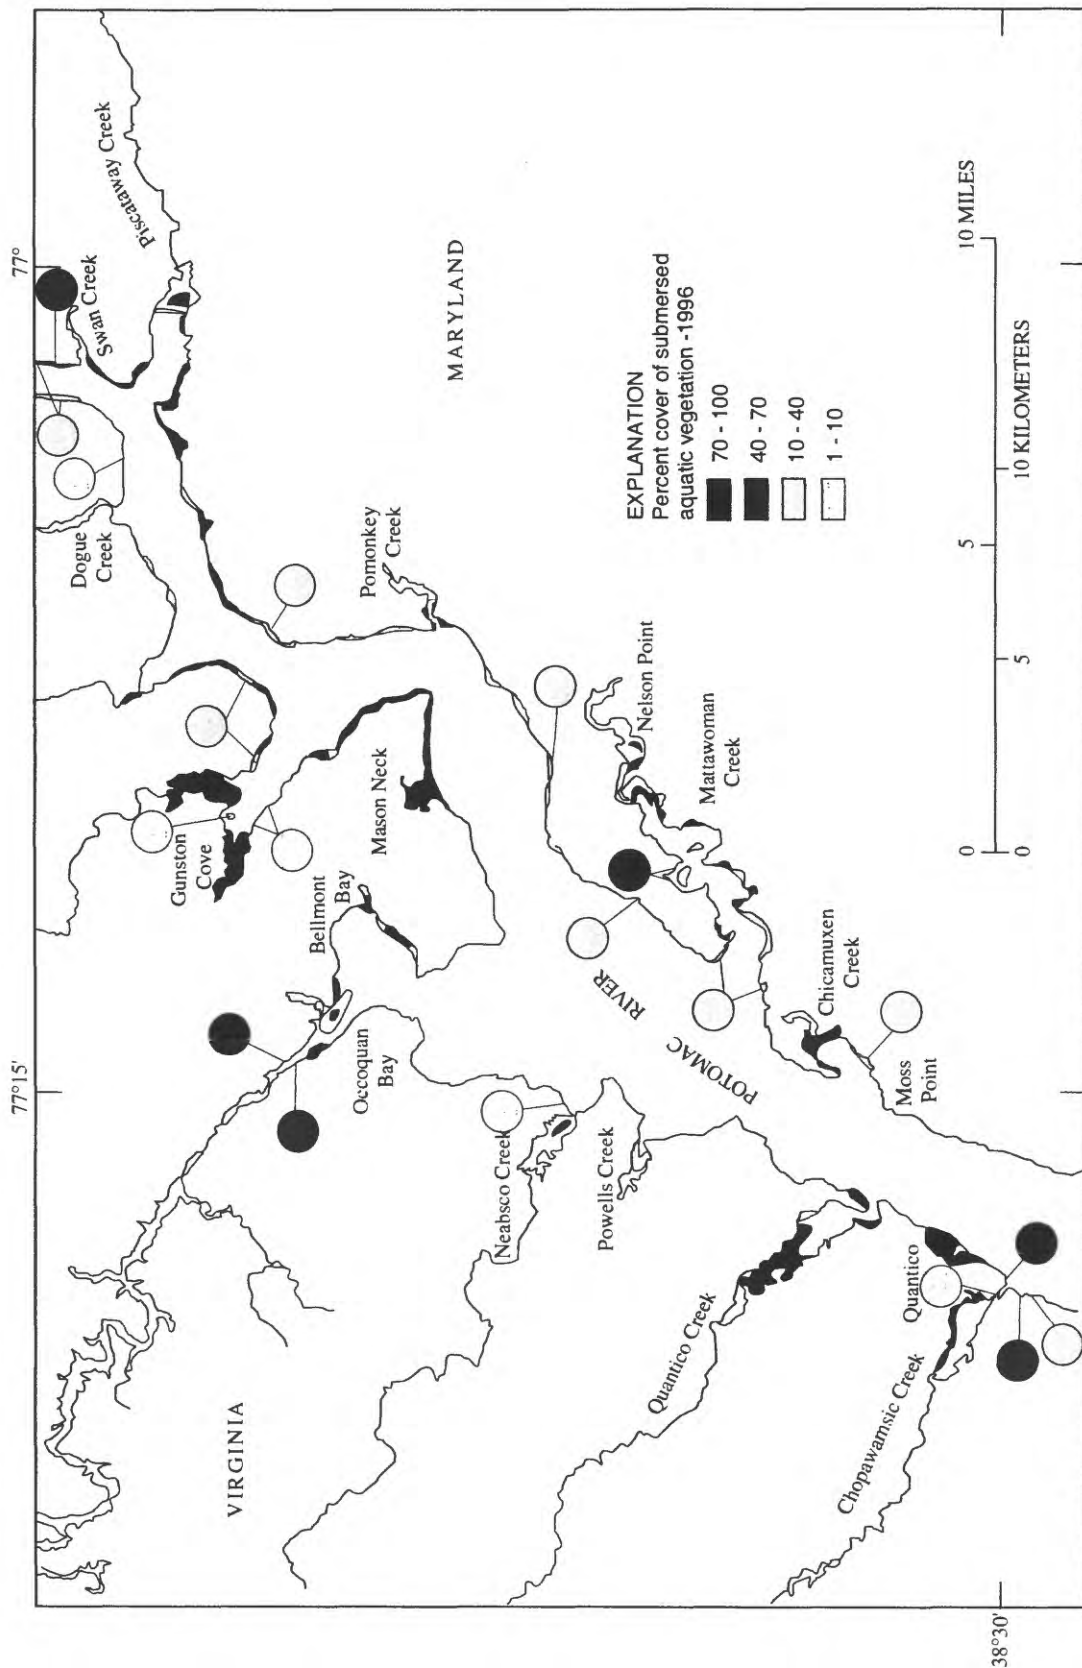 77°15'
77°
38°30'
VIRGINIA
MARYLAND
POTOMAC
RIVER
Swan Creek
Piscataway Creek
Dogue
Creek
Pomonkey
Creek
Gunston
Cove
Mason Neck
Bellmont
Bay
Occoquan
Bay
Neabsco Creek
Powells Creek
Nelson Point
Mattawoman
Creek
Chicamuxen
Creek
Moss
Point
Quantico Creek
Quantico
Chopawamsic Creek
EXPLANATION
Percent cover of submersed
aquatic vegetation -1996
70 - 100
40 - 70
10 - 40
1 - 10
0 5 10 MILES
0 5 10 KILOMETERS